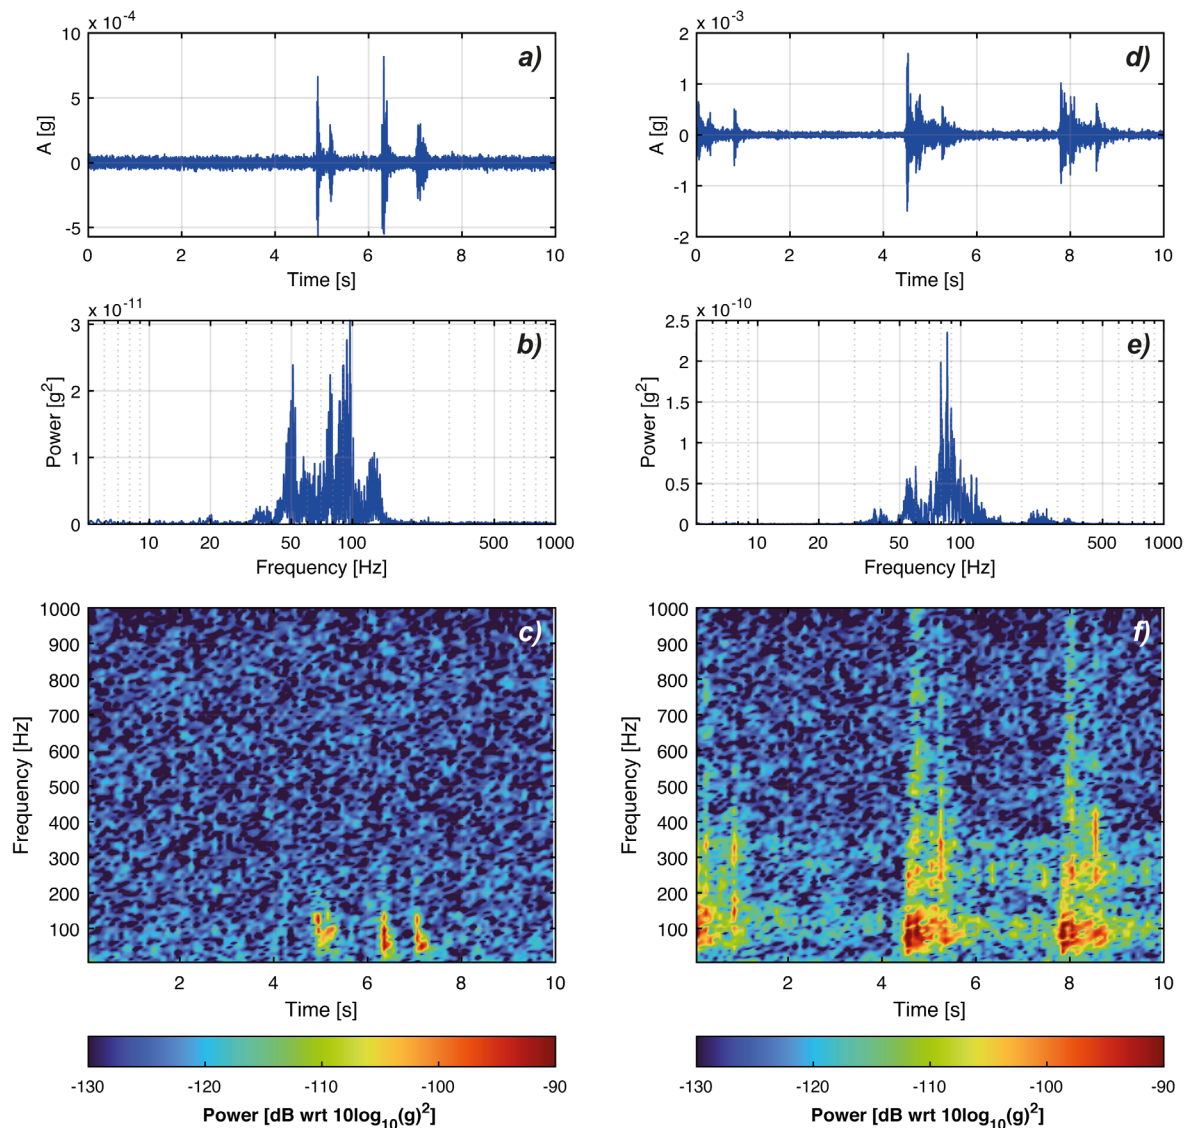 x 10⁻⁴
a)
10
5
0
-5
A [g]
0 2 4 6 8 10
Time [s]
x 10⁻¹¹
b)
3
2
1
0
Power [g²]
10 20 50 100 500 1000
Frequency [Hz]
c)
1000
900
800
700
600
500
400
300
200
100
Frequency [Hz]
2 4 6 8 10
Time [s]
-130 -120 -110 -100 -90
Power [dB wrt 10log₁₀(g)²]
x 10⁻³
d)
2
1
0
-1
-2
A [g]
0 2 4 6 8 10
Time [s]
x 10⁻¹⁰
e)
2.5
2
1.5
1
0.5
0
Power [g²]
10 20 50 100 500 1000
Frequency [Hz]
f)
1000
900
800
700
600
500
400
300
200
100
Frequency [Hz]
2 4 6 8 10
Time [s]
-130 -120 -110 -100 -90
Power [dB wrt 10log₁₀(g)²]